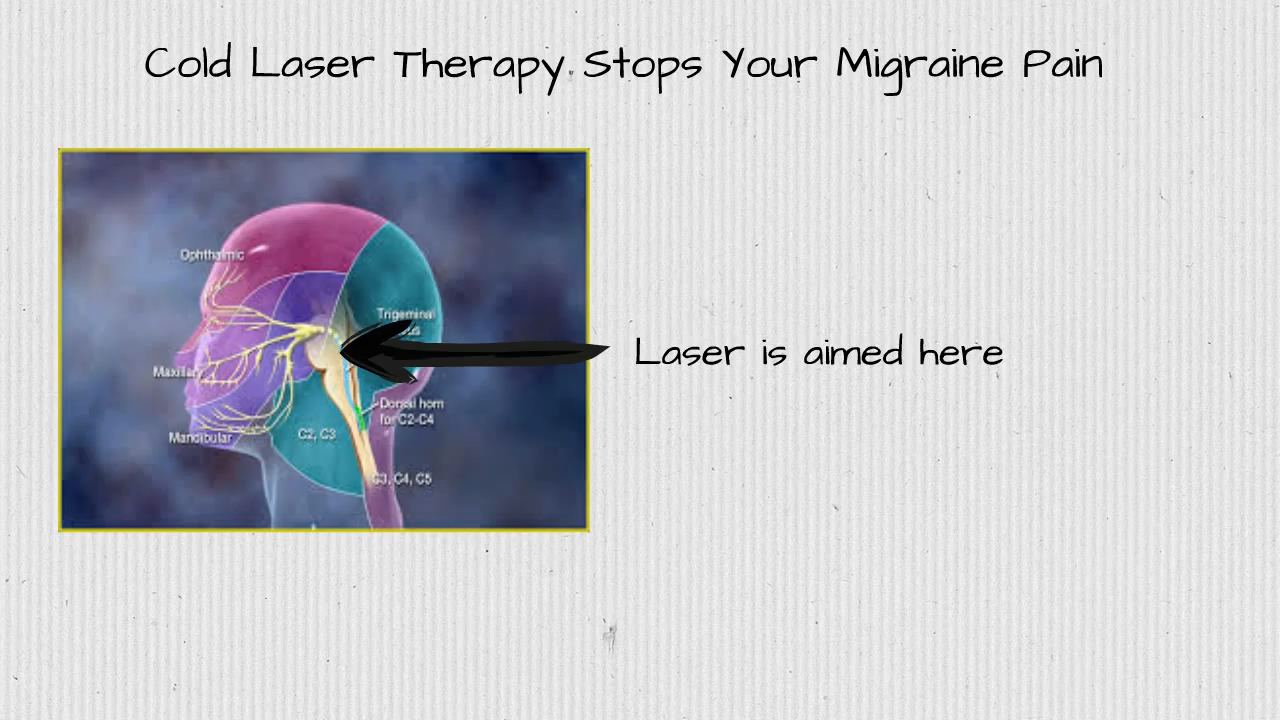 Cold Laser Therapy Stops Your Migraine Pain
Ophthalmic
Trigeminal
Laser is aimed here
Maxillary
Dorsal horn
for C2-C4
C2, C3
Mandibular
C3, C4, C5